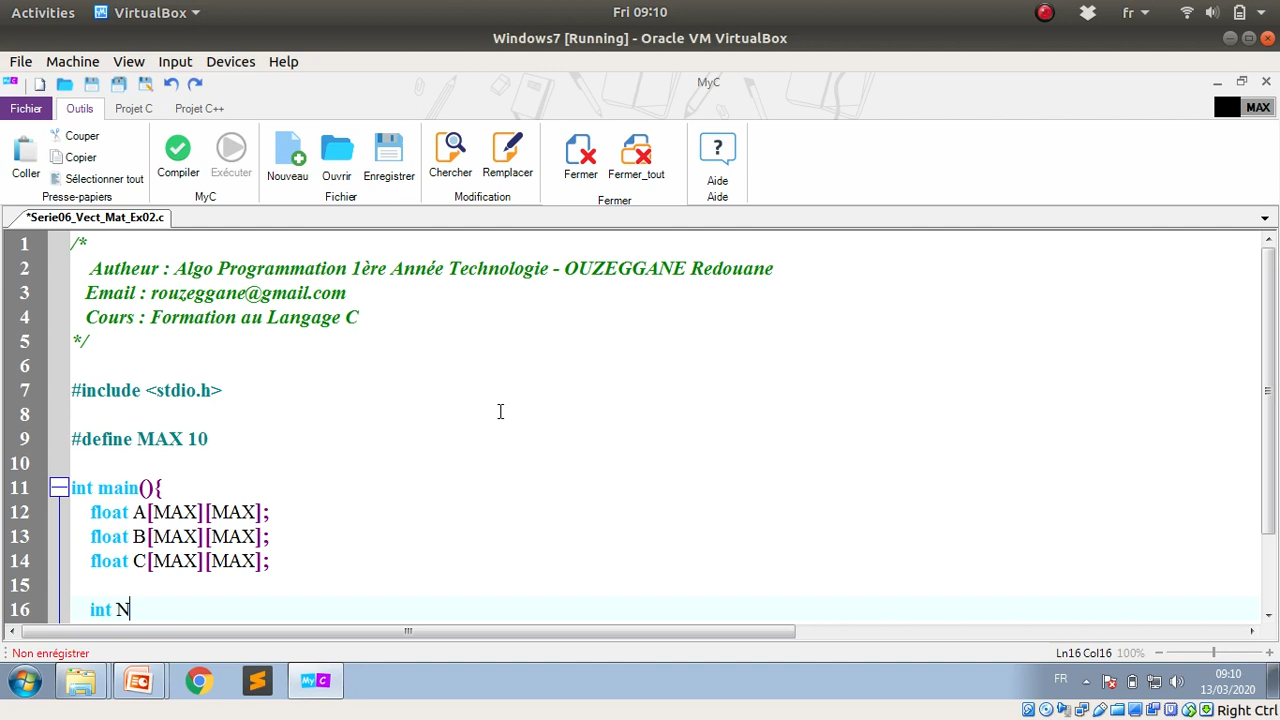 Activities VirtualBox Fri 09:10 fr
Windows7 [Running] - Oracle VM VirtualBox
File Machine View Input Devices Help
MyC
Fichier Outils Projet C Projet C++ MAX
Coller Couper Copier Sélectionner tout
Compiler Exécuter Nouveau Ouvrir Enregistrer Chercher Remplacer Fermer Fermer_tout Aide
Presse-papiers MyC Fichier Modification Fermer Aide
*Serie06_Vect_Mat_Ex02.c
1 /*
2 Autheur : Algo Programmation 1ère Année Technologie - OUZEGGANE Redouane
3 Email : rouzeggane@gmail.com
4 Cours : Formation au Langage C
5 */
6
7 #include <stdio.h>
8
9 #define MAX 10
10
11 int main(){
12 float A[MAX][MAX];
13 float B[MAX][MAX];
14 float C[MAX][MAX];
15
16 int N
Non enregistrer Ln16 Col16 100%
MyC FR 09:10
13/03/2020
Right Ctrl